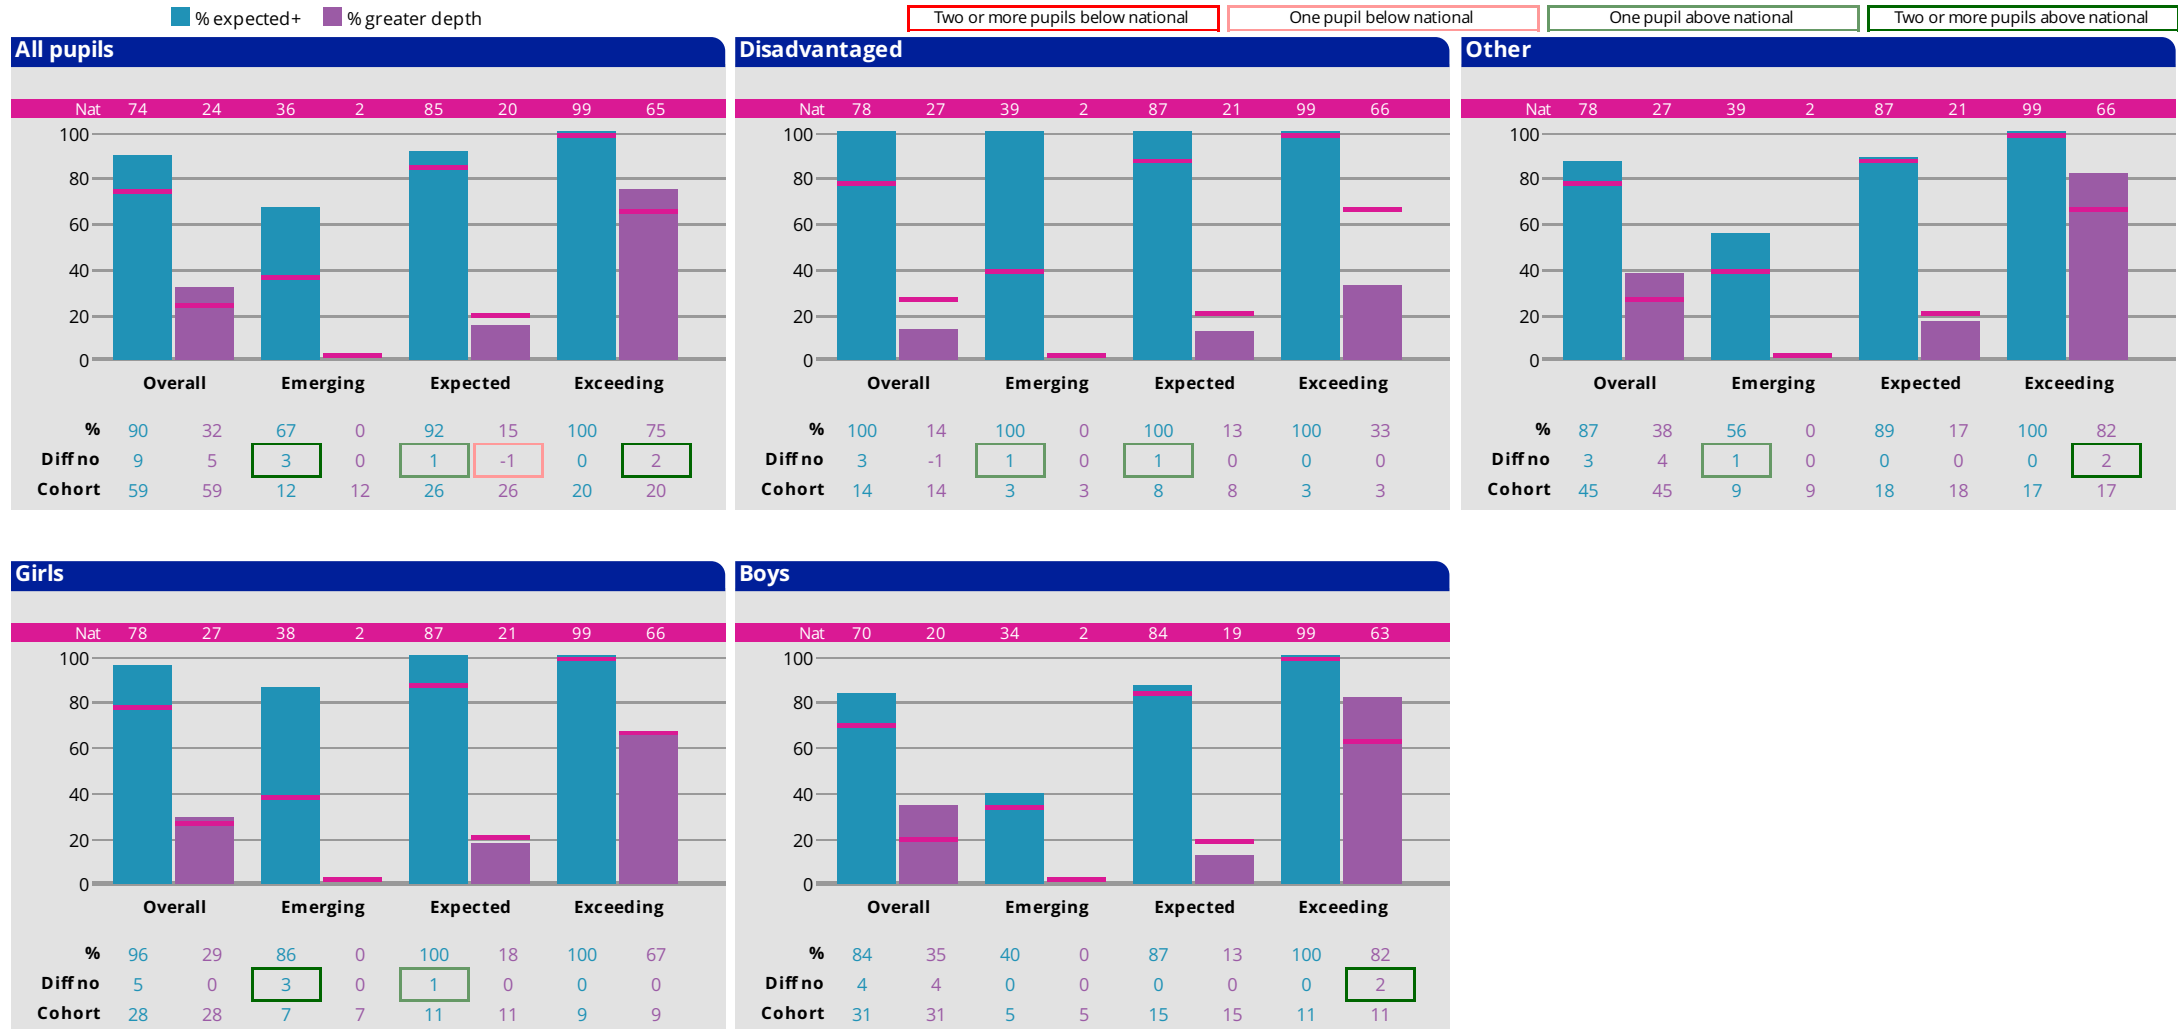 % expected+ % greater depth
Two or more pupils below national One pupil below national One pupil above national Two or more pupils above national
All pupils
Nat 74 24 36 2 85 20 99 65
100
80
60
40
20
0
Overall Emerging Expected Exceeding
% 90 32 67 0 92 15 100 75
Diff no 9 5 3 0 1 -1 0 2
Cohort 59 59 12 12 26 26 20 20
Disadvantaged
Nat 78 27 39 2 87 21 99 66
100
80
60
40
20
0
Overall Emerging Expected Exceeding
% 100 14 100 0 100 13 100 33
Diff no 3 -1 1 0 1 0 0 0
Cohort 14 14 3 3 8 8 3 3
Other
Nat 78 27 39 2 87 21 99 66
100
80
60
40
20
0
Overall Emerging Expected Exceeding
% 87 38 56 0 89 17 100 82
Diff no 3 4 1 0 0 0 0 2
Cohort 45 45 9 9 18 18 17 17
Girls
Nat 78 27 38 2 87 21 99 66
100
80
60
40
20
0
Overall Emerging Expected Exceeding
% 96 29 86 0 100 18 100 67
Diff no 5 0 3 0 1 0 0 0
Cohort 28 28 7 7 11 11 9 9
Boys
Nat 70 20 34 2 84 19 99 63
100
80
60
40
20
0
Overall Emerging Expected Exceeding
% 84 35 40 0 87 13 100 82
Diff no 4 4 0 0 0 0 0 2
Cohort 31 31 5 5 15 15 11 11